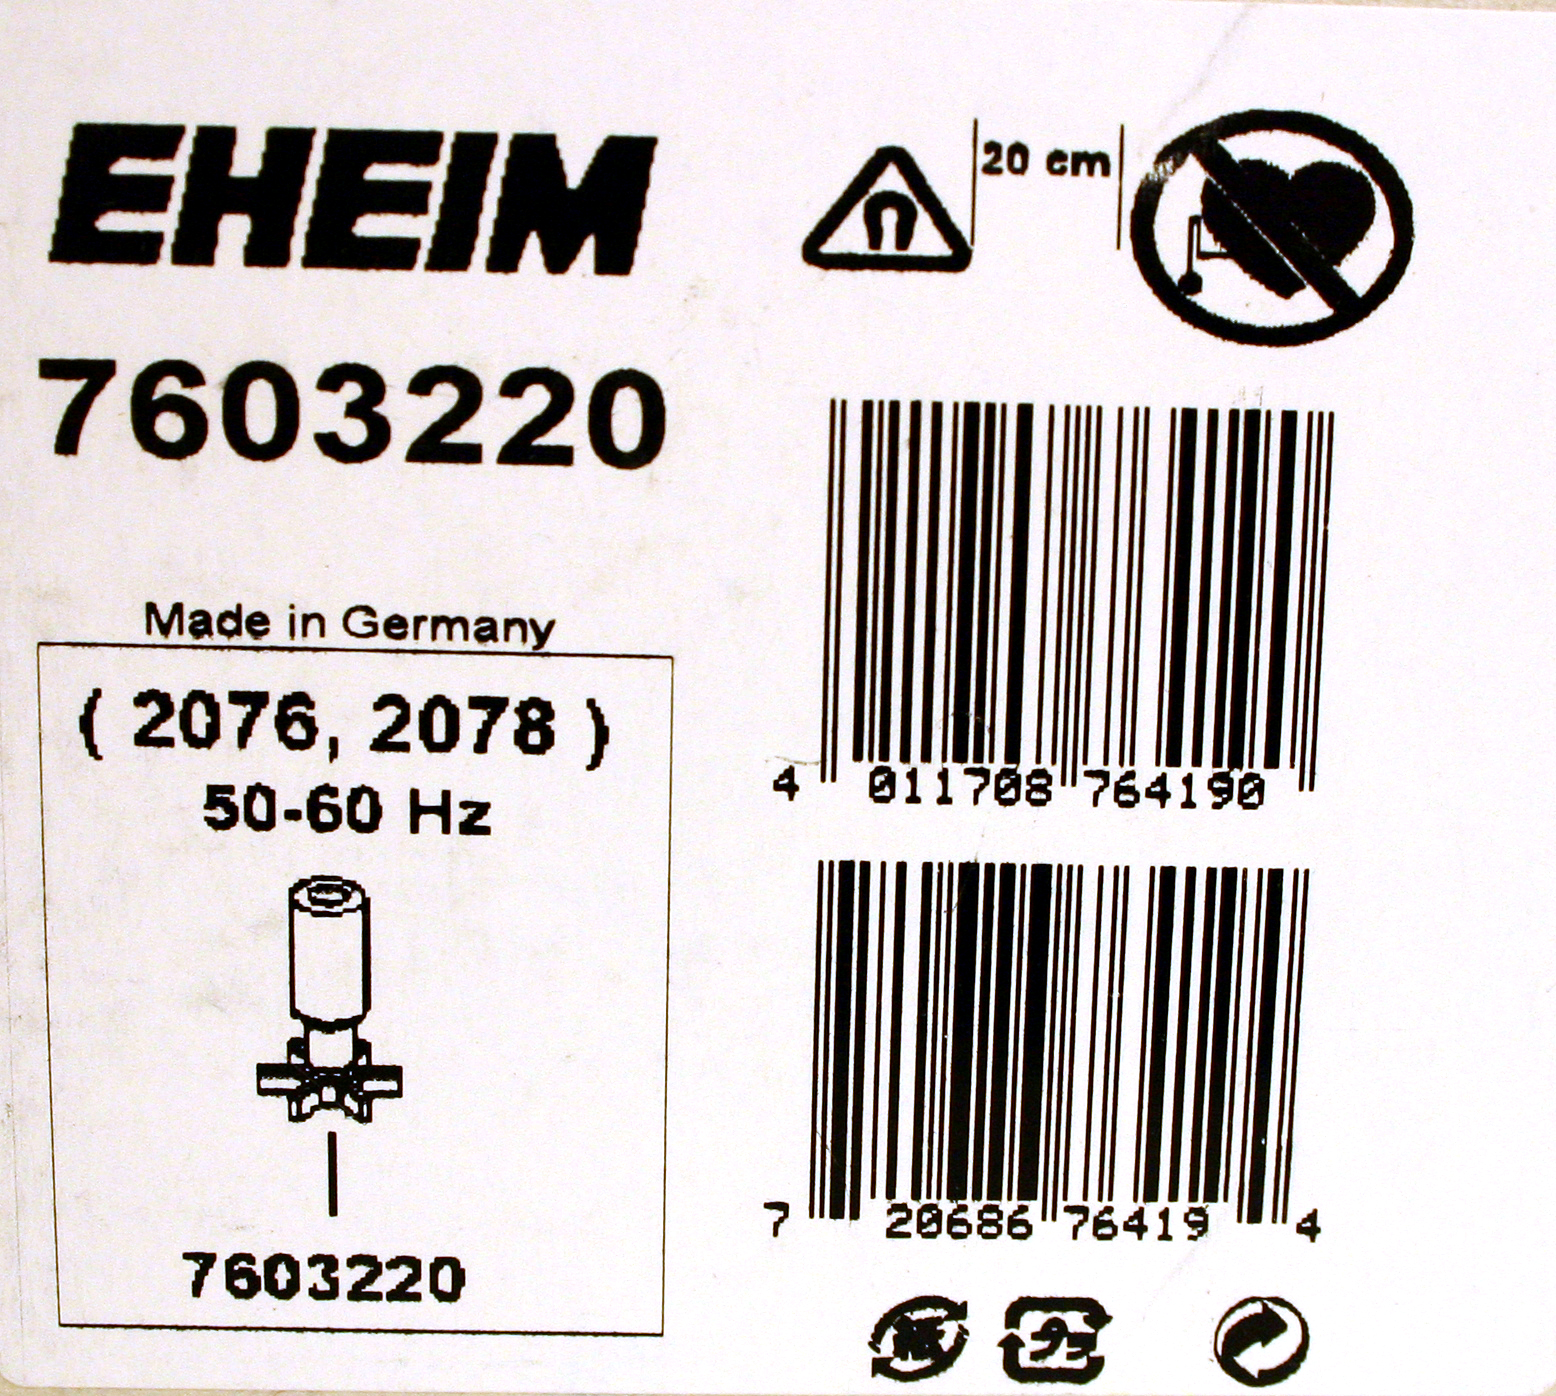 EHEIM
7603220
Made in Germany
( 2076, 2078 )
50-60 Hz
7603220
20 cm
4 011708 764190
7 20686 76419 4